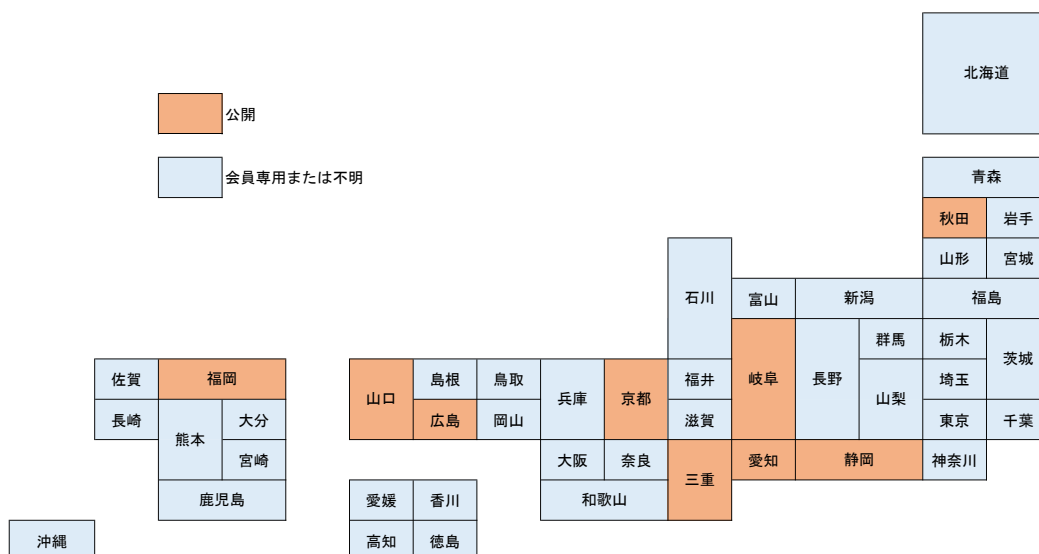 北海道
公開
会員専用または不明
青森
秋田
岩手
山形
宮城
石川
富山
新潟
福島
群馬
栃木
茨城
佐賀
福岡
山口
島根
鳥取
兵庫
京都
福井
岐阜
長野
山梨
埼玉
長崎
熊本
大分
広島
岡山
滋賀
東京
千葉
宮崎
大阪
奈良
三重
愛知
静岡
神奈川
鹿児島
愛媛
香川
和歌山
沖縄
高知
徳島